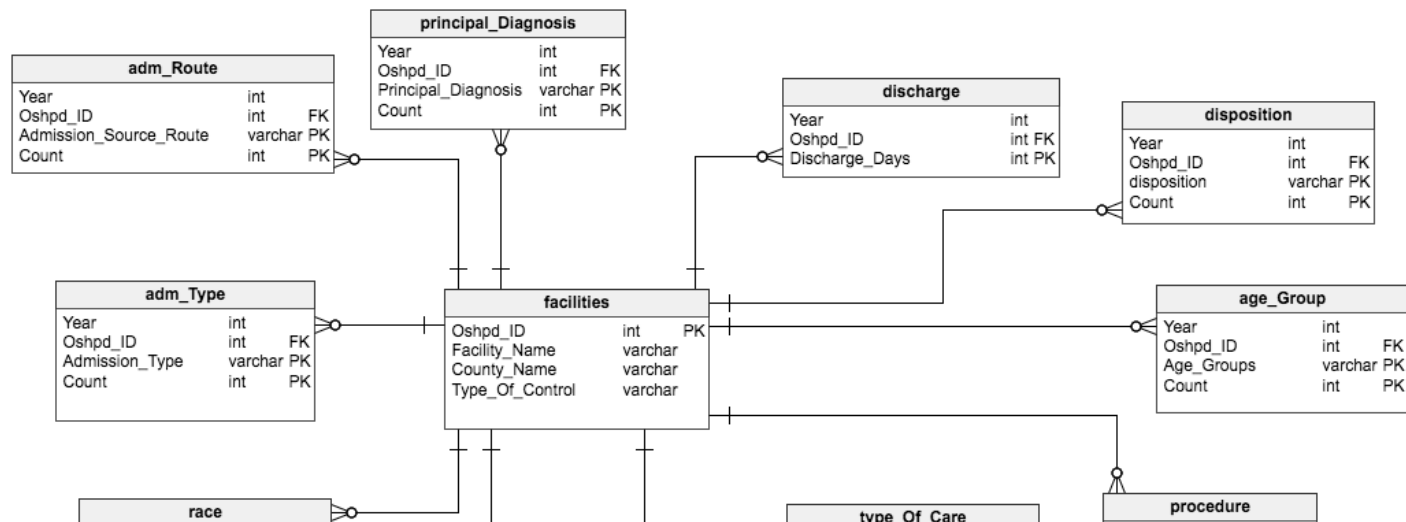 principal_Diagnosis
Year int
Oshpd_ID int FK
Principal_Diagnosis varchar PK
Count int PK
adm_Route
Year int
Oshpd_ID int FK
Admission_Source_Route varchar PK
Count int PK
discharge
Year int
Oshpd_ID int FK
Discharge_Days int PK
disposition
Year int
Oshpd_ID int FK
disposition varchar PK
Count int PK
adm_Type
Year int
Oshpd_ID int FK
Admission_Type varchar PK
Count int PK
facilities
Oshpd_ID int PK
Facility_Name varchar
County_Name varchar
Type_Of_Control varchar
age_Group
Year int
Oshpd_ID int FK
Age_Groups varchar PK
Count int PK
race
type_Of_Care
procedure